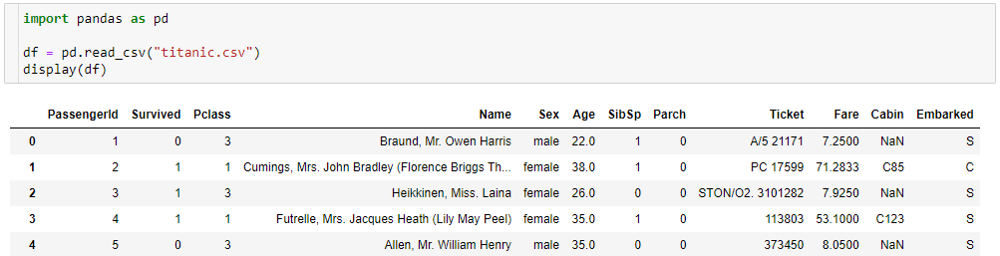 import pandas as pd
df = pd.read_csv("titanic.csv")
display(df)
PassengerId Survived Pclass Name Sex Age SibSp Parch Ticket Fare Cabin Embarked
0 1 0 3 Braund, Mr. Owen Harris male 22.0 1 0 A/5 21171 7.2500 NaN S
1 2 1 1 Cumings, Mrs. John Bradley (Florence Briggs Th... female 38.0 1 0 PC 17599 71.2833 C85 C
2 3 1 3 Heikkinen, Miss. Laina female 26.0 0 0 STON/O2. 3101282 7.9250 NaN S
3 4 1 1 Futrelle, Mrs. Jacques Heath (Lily May Peel) female 35.0 1 0 113803 53.1000 C123 S
4 5 0 3 Allen, Mr. William Henry male 35.0 0 0 373450 8.0500 NaN S